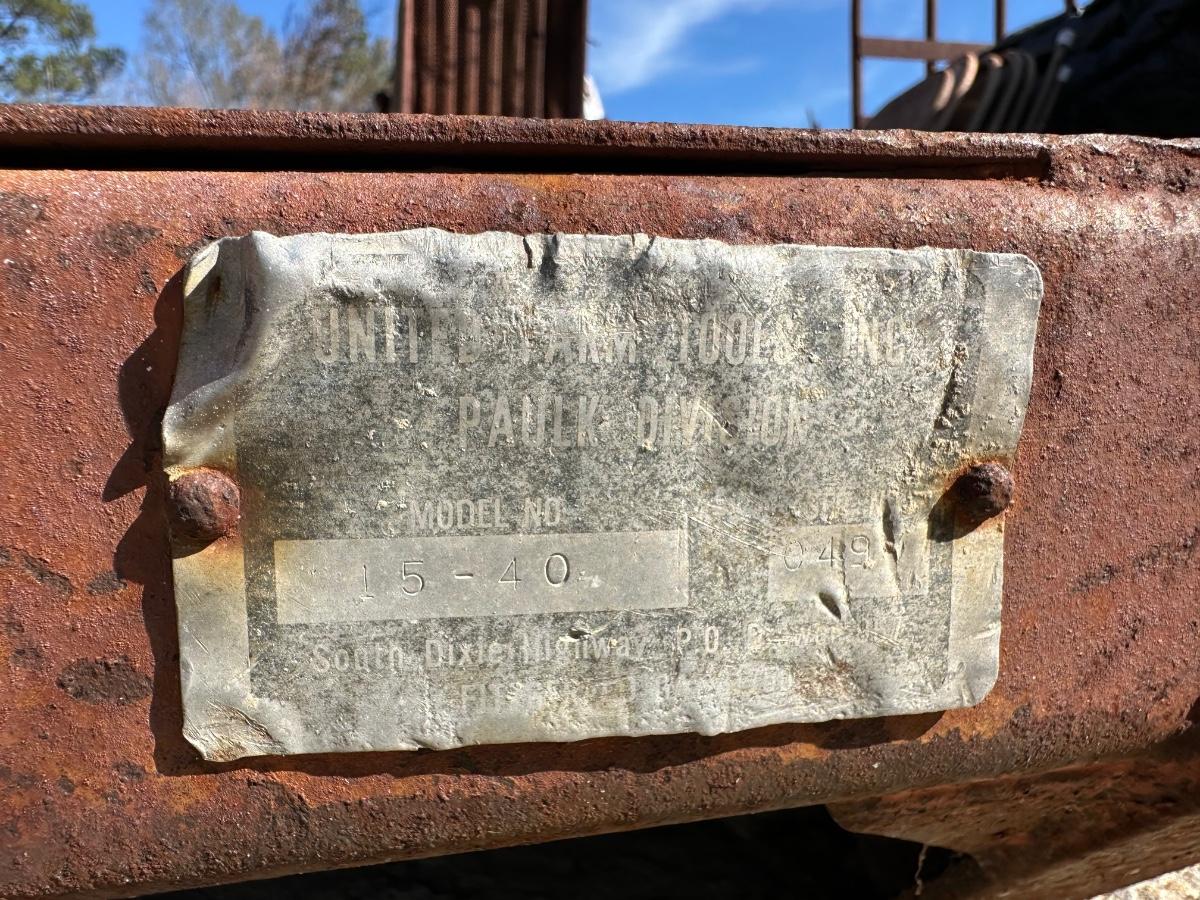 UNITED FARM TOOLS, INC.
PAULK DIVISION
MODEL NO.
15-40 049
South Dixie Highway, P.O.